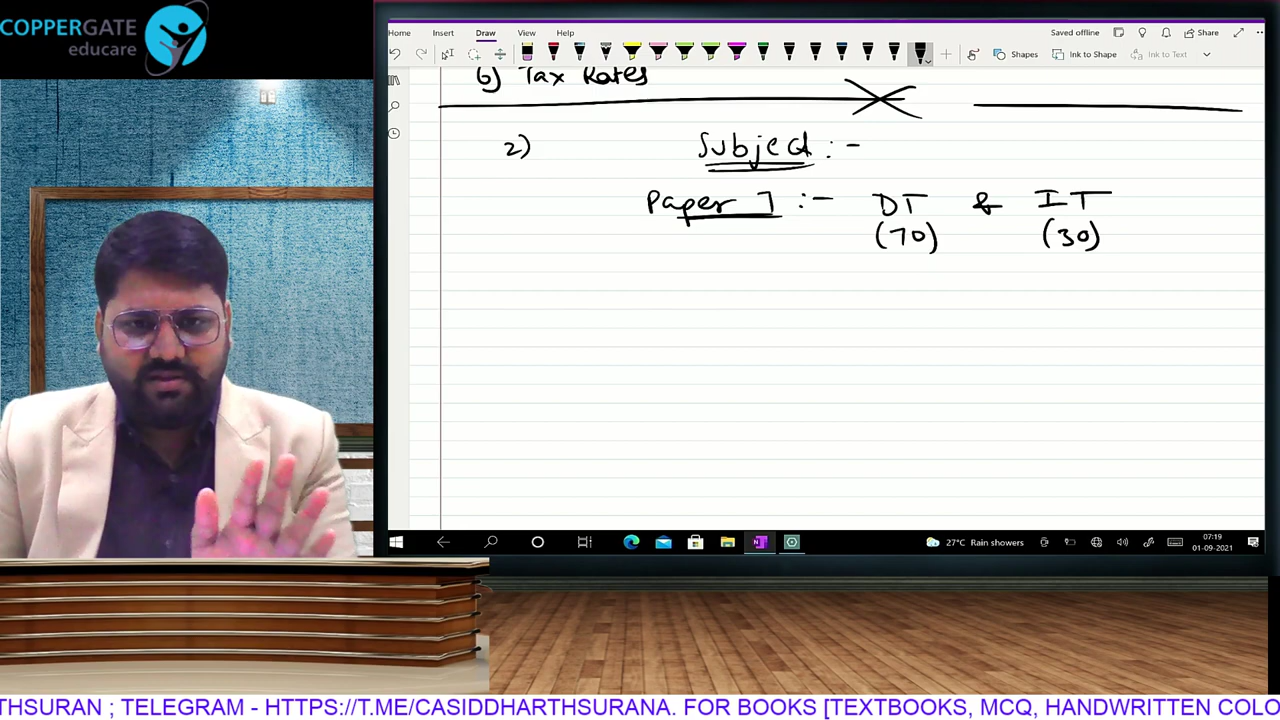 COPPERGATE
educare
Home Insert Draw View Help
Saved offline
Share
Shapes
Ink to Shape
Ink to Text
6) Tax Rates
2) Subject :-
Paper 7 :- DT & IT
(70) (30)
27°C Rain showers
07:19
01-09-2021
THSURAN ; TELEGRAM - HTTPS://T.ME/CASIDDHARTHSURANA. FOR BOOKS [TEXTBOOKS, MCQ, HANDWRITTEN COLO